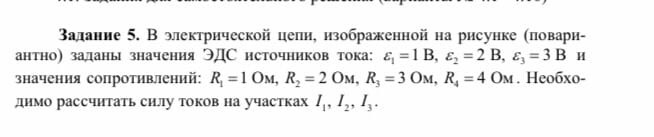 Задание 5. В электрической цепи, изображенной на рисунке (повари-
антно) заданы значения ЭДС источников тока: ε₁ = 1 В, ε₂ = 2 В, ε₃ = 3 В и
значения сопротивлений: R₁ = 1 Ом, R₂ = 2 Ом, R₃ = 3 Ом, R₄ = 4 Ом. Необхо-
димо рассчитать силу токов на участках I₁, I₂, I₃.